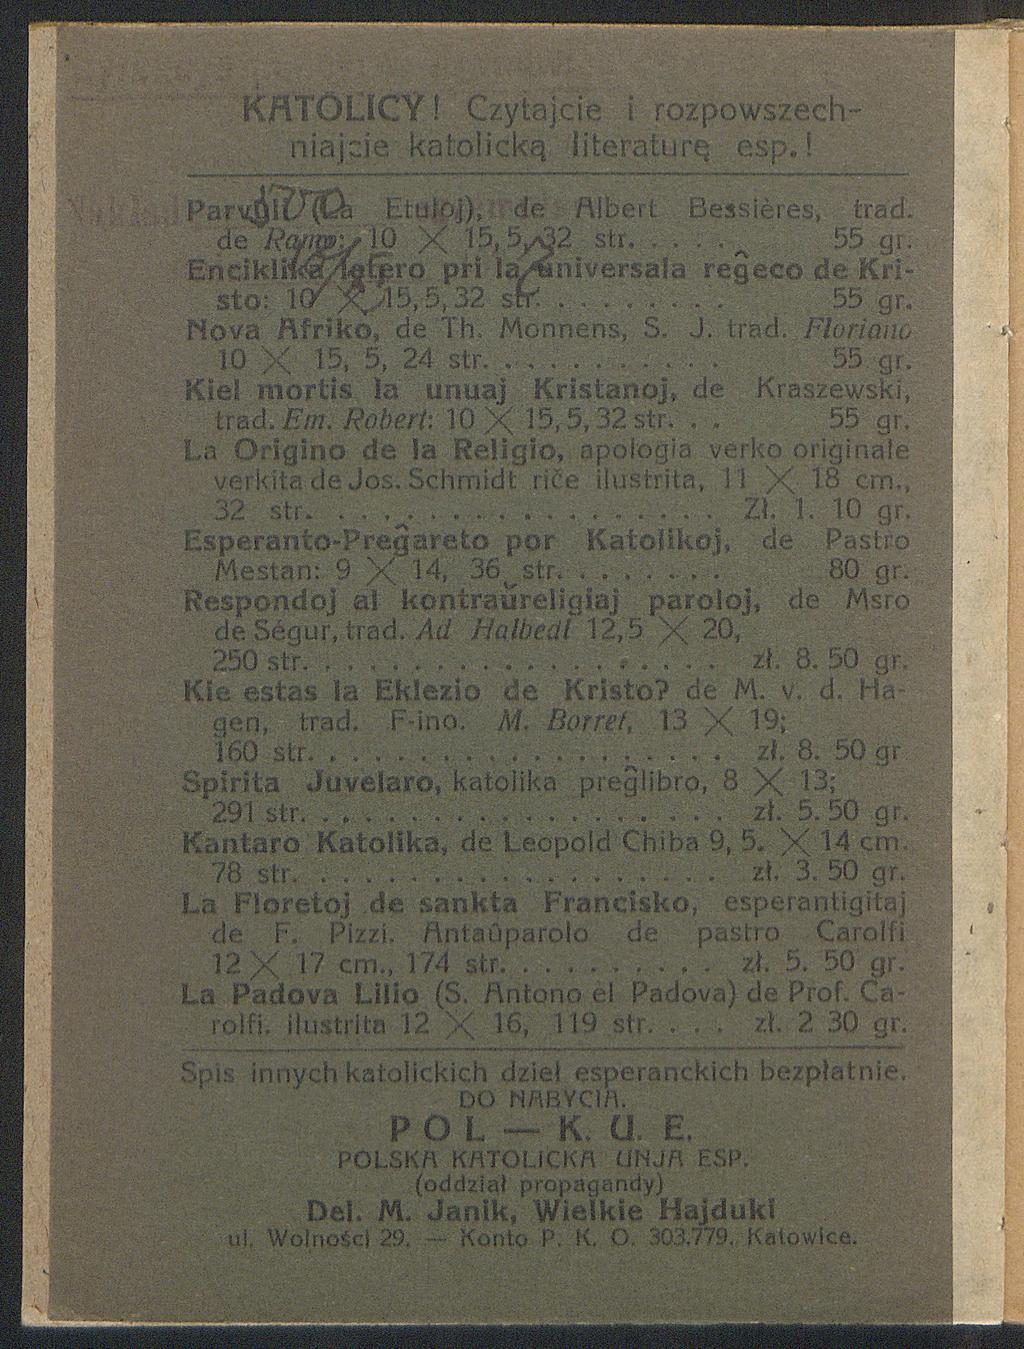 KATOLICY! Czytajcie i rozpowszech-
niajcie katolicką literaturę esp.!
(La Etuloj), de Albert Bessières, trad.
de 10 X 15,5, 32 str. . . . . . 55 gr.
Enciklika letero pri la universala reĝeco de Kri-
sto: 10 X 15,5, 32 str. . . . . . . . . 55 gr.
Nova Afriko, de Th. Monnens, S. J. trad. Floriano
10 X 15, 5, 24 str. . . . . . . . . . . 55 gr.
Kiel mortis la unuaj Kristanoj, de Kraszewski,
trad. Em. Robert: 10 X 15,5, 32 str. . . 55 gr.
La Origino de la Religio, apologia verko originale
verkita de Jos. Schmidt riĉe ilustrita, 11 X 18 cm.,
32 str. . . . . . . . . . . . . . . . . . Zł. 1. 10 gr.
Esperanto-Preĝareto por Katolikoj, de Pastro
Mestan: 9 X 14, 36 str. . . . . . . . 80 gr.
Respondoj al kontraŭreligiaj paroloj, de Msro
de Ségur, trad. Ad Halbedl 12,5 X 20,
250 str. . . . . . . . . . . . . . . . . . . zł. 8. 50 gr.
Kie estas la Eklezio de Kristo? de M. v. d. Ha-
gen, trad. F-ino. M. Borret, 13 X 19;
160 str. . . . . . . . . . . . . . . . . . . zł. 8. 50 gr
Spirita Juvelaro, katolika preĝlibro, 8 X 13;
291 str. . . . . . . . . . . . . . . . . . . zł. 5. 50 gr.
Kantaro Katolika, de Leopold Chiba 9, 5. X 14 cm.
78 str. . . . . . . . . . . . . . . . . . . zł. 3. 50 gr.
La Floretoj de sankta Francisko, esperantigitaj
de F. Pizzi. Antaŭparolo de pastro Carolfi
12 X 17 cm., 174 str. . . . . . . . . . . zł. 5. 50 gr.
La Padova Lilio (S. Antono el Padova) de Prof. Ca-
rolfi. ilustrita 12 X 16, 119 str. . . . zł. 2 30 gr.
Spis innych katolickich dzieł esperanckich bezpłatnie.
DO NABYCIA.
POL — K. U. E.
POLSKA KATOLICKA UNJA ESP.
(oddział propagandy)
Del. M. Janik, Wielkie Hajduki
ul. Wolności 29. — Konto P. K. O. 303.779. Katowice.